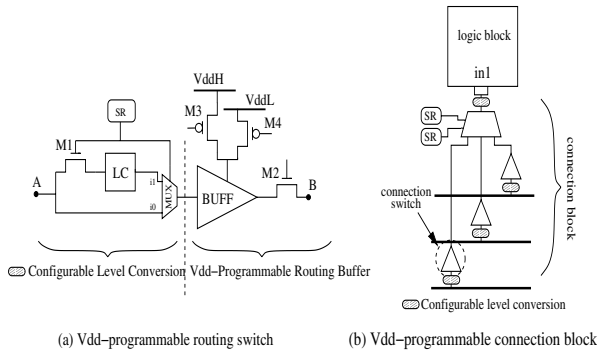 VddH
VddL
SR
M3
M4
M1
M2
A
LC
i1
i0
MUX
BUFF
B
Configurable Level Conversion
Vdd−Programmable Routing Buffer
(a) Vdd−programmable routing switch
logic block
in1
SR
SR
connection
switch
connection block
Configurable level conversion
(b) Vdd−programmable connection block